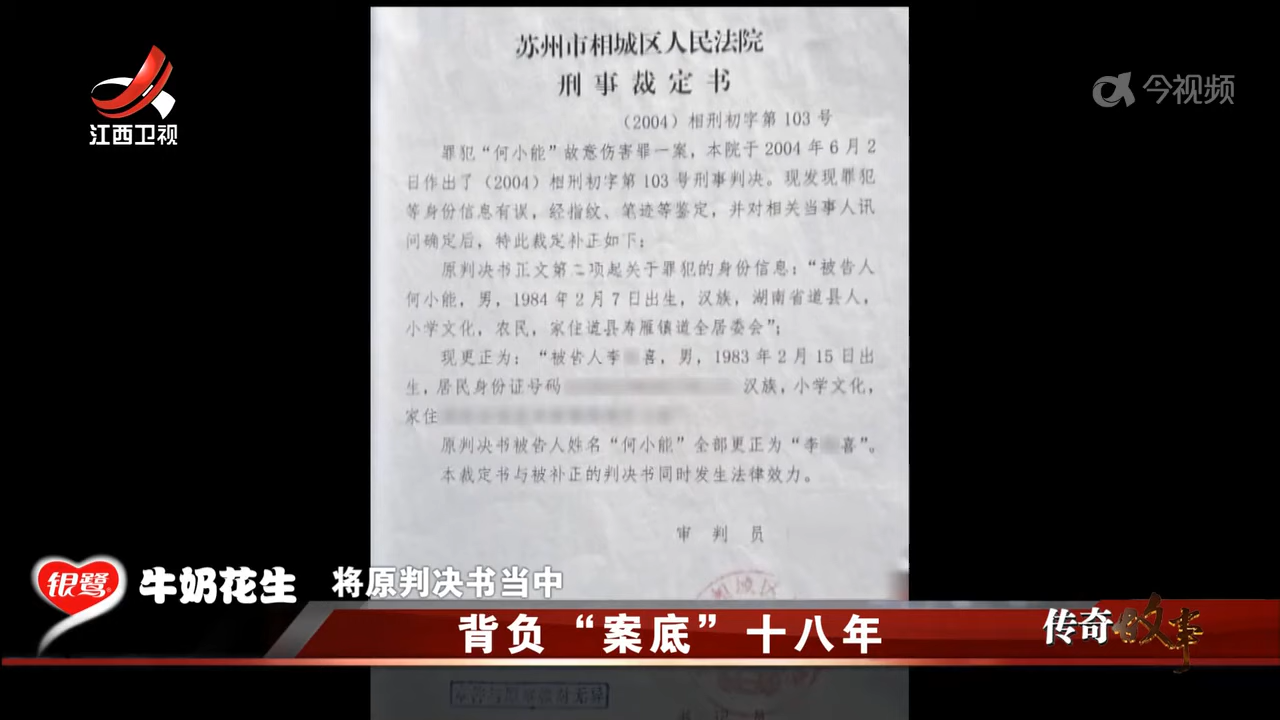 苏州市相城区人民法院
刑事裁定书
江西卫视
今视频
（2004）相刑初字第103号
罪犯“何小能”故意伤害罪一案，本院于2004年6月2
日作出了（2004）相刑初字第103号刑事判决。现发现罪犯
等身份信息有误，经指纹、笔迹等鉴定，并对相关当事人讯
问确定后，特此裁定补正如下：
原判决书正文第二项起关于罪犯的身份信息：“被告人
何小能，男，1984年2月7日出生，汉族，湖南省道县人，
小学文化，农民，家住道县寿雁镇道全居委会”；
现更正为：“被告人李喜，男，1983年2月15日出
生，居民身份证号码 汉族，小学文化，
家住
原判决书被告人姓名“何小能”全部更正为“李喜”。
本裁定书与被补正的判决书同时发生法律效力。
审判员
银鹭
牛奶花生
将原判决书当中
背负“案底”十八年
传奇故事
本件与原本核对无异
书记员